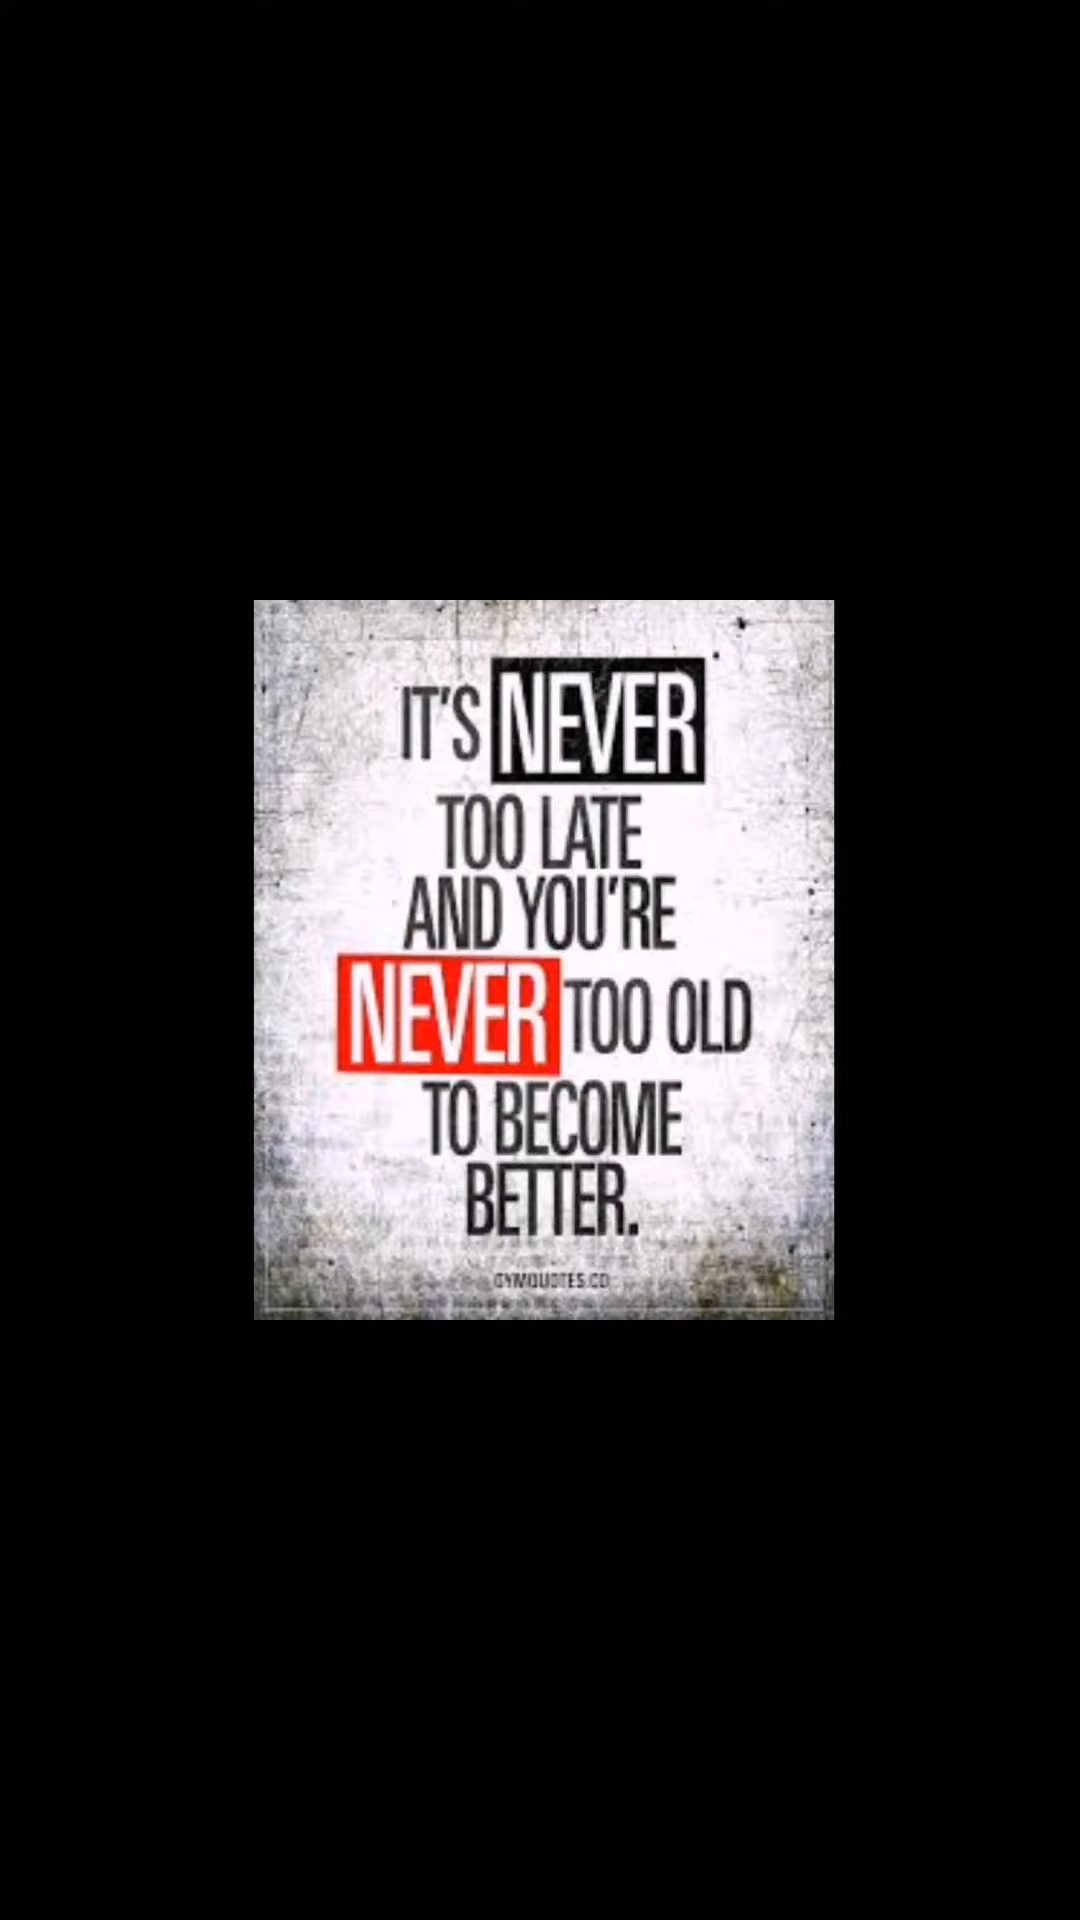 IT'S NEVER
TOO LATE
AND YOU'RE
NEVER TOO OLD
TO BECOME
BETTER.
GYMQUOTES.CO